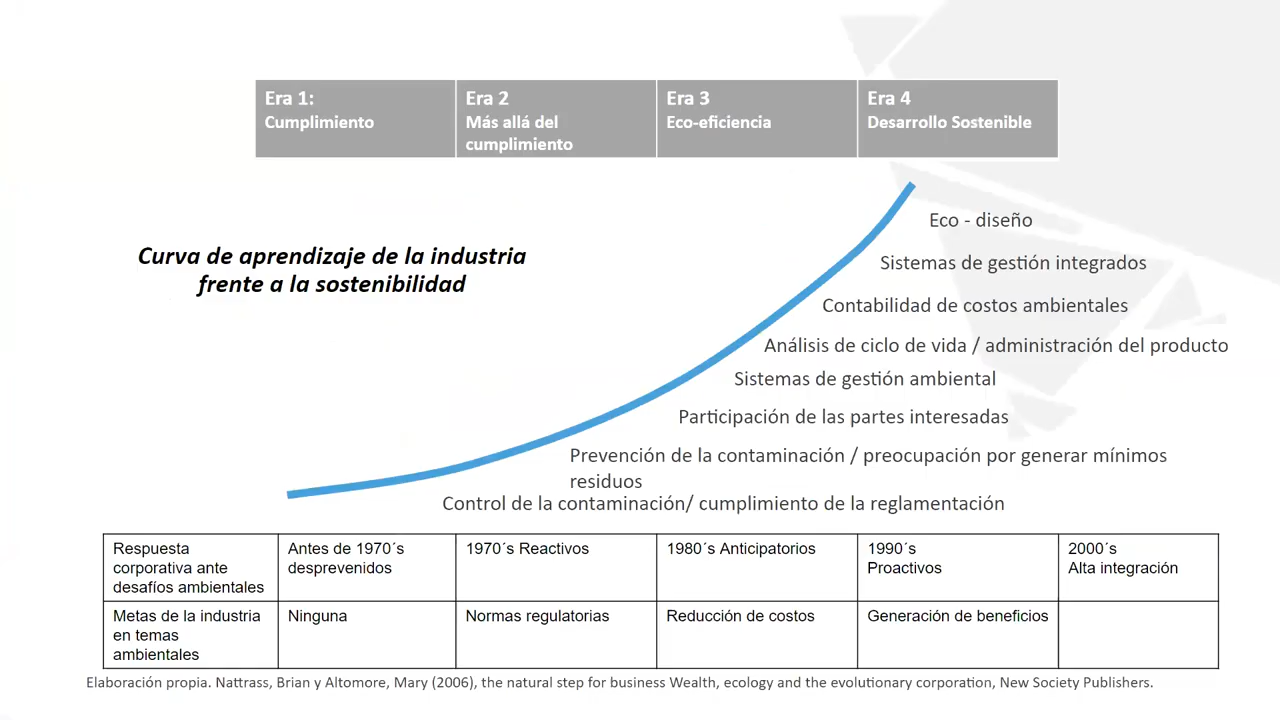 Era 1:
Cumplimiento
Era 2
Más allá del
cumplimiento
Era 3
Eco-eficiencia
Era 4
Desarrollo Sostenible
Curva de aprendizaje de la industria
frente a la sostenibilidad
Eco - diseño
Sistemas de gestión integrados
Contabilidad de costos ambientales
Análisis de ciclo de vida / administración del producto
Sistemas de gestión ambiental
Participación de las partes interesadas
Prevención de la contaminación / preocupación por generar mínimos
residuos
Control de la contaminación/ cumplimiento de la reglamentación
Respuesta
corporativa ante
desafíos ambientales
Antes de 1970´s
desprevenidos
1970´s Reactivos
1980´s Anticipatorios
1990´s
Proactivos
2000´s
Alta integración
Metas de la industria
en temas
ambientales
Ninguna
Normas regulatorias
Reducción de costos
Generación de beneficios
Elaboración propia. Nattrass, Brian y Altomore, Mary (2006), the natural step for business Wealth, ecology and the evolutionary corporation, New Society Publishers.